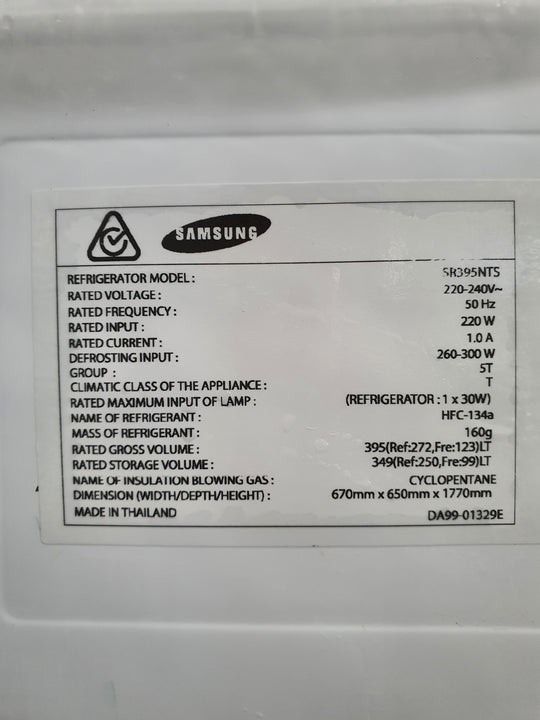 SAMSUNG
REFRIGERATOR MODEL : SR395NTS
RATED VOLTAGE : 220-240V~
RATED FREQUENCY : 50 Hz
RATED INPUT : 220 W
RATED CURRENT : 1.0 A
DEFROSTING INPUT : 260-300 W
GROUP : 5T
CLIMATIC CLASS OF THE APPLIANCE : T
RATED MAXIMUM INPUT OF LAMP : (REFRIGERATOR : 1 x 30W)
NAME OF REFRIGERANT : HFC-134a
MASS OF REFRIGERANT : 160g
RATED GROSS VOLUME : 395(Ref:272,Fre:123)LT
RATED STORAGE VOLUME : 349(Ref:250,Fre:99)LT
NAME OF INSULATION BLOWING GAS : CYCLOPENTANE
DIMENSION (WIDTH/DEPTH/HEIGHT) : 670mm x 650mm x 1770mm
MADE IN THAILAND DA99-01329E